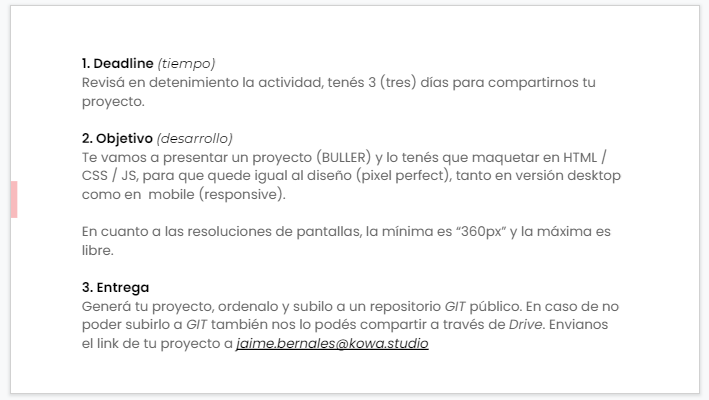 1. Deadline (tiempo)
Revisá en detenimiento la actividad, tenés 3 (tres) días para compartirnos tu
proyecto.
2. Objetivo (desarrollo)
Te vamos a presentar un proyecto (BULLER) y lo tenés que maquetar en HTML /
CSS / JS, para que quede igual al diseño (pixel perfect), tanto en versión desktop
como en  mobile (responsive).
En cuanto a las resoluciones de pantallas, la mínima es “360px” y la máxima es
libre.
3. Entrega
Generá tu proyecto, ordenalo y subilo a un repositorio GIT público. En caso de no
poder subirlo a GIT también nos lo podés compartir a través de Drive. Envianos
el link de tu proyecto a jaime.bernales@kowa.studio